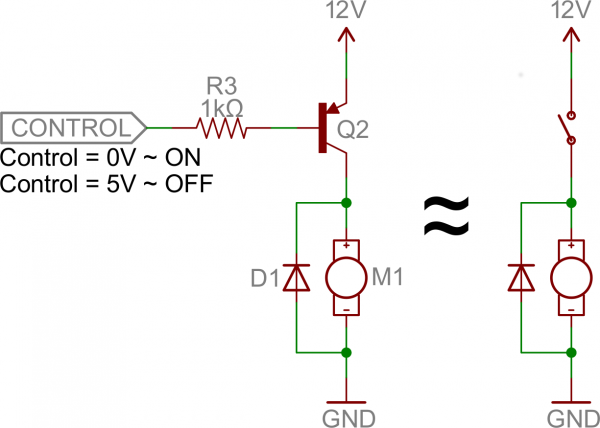 12V
12V
R3
1kΩ
CONTROL
Q2
Control = 0V ~ ON
Control = 5V ~ OFF
≈
D1
+
M1
-
+
-
GND
GND